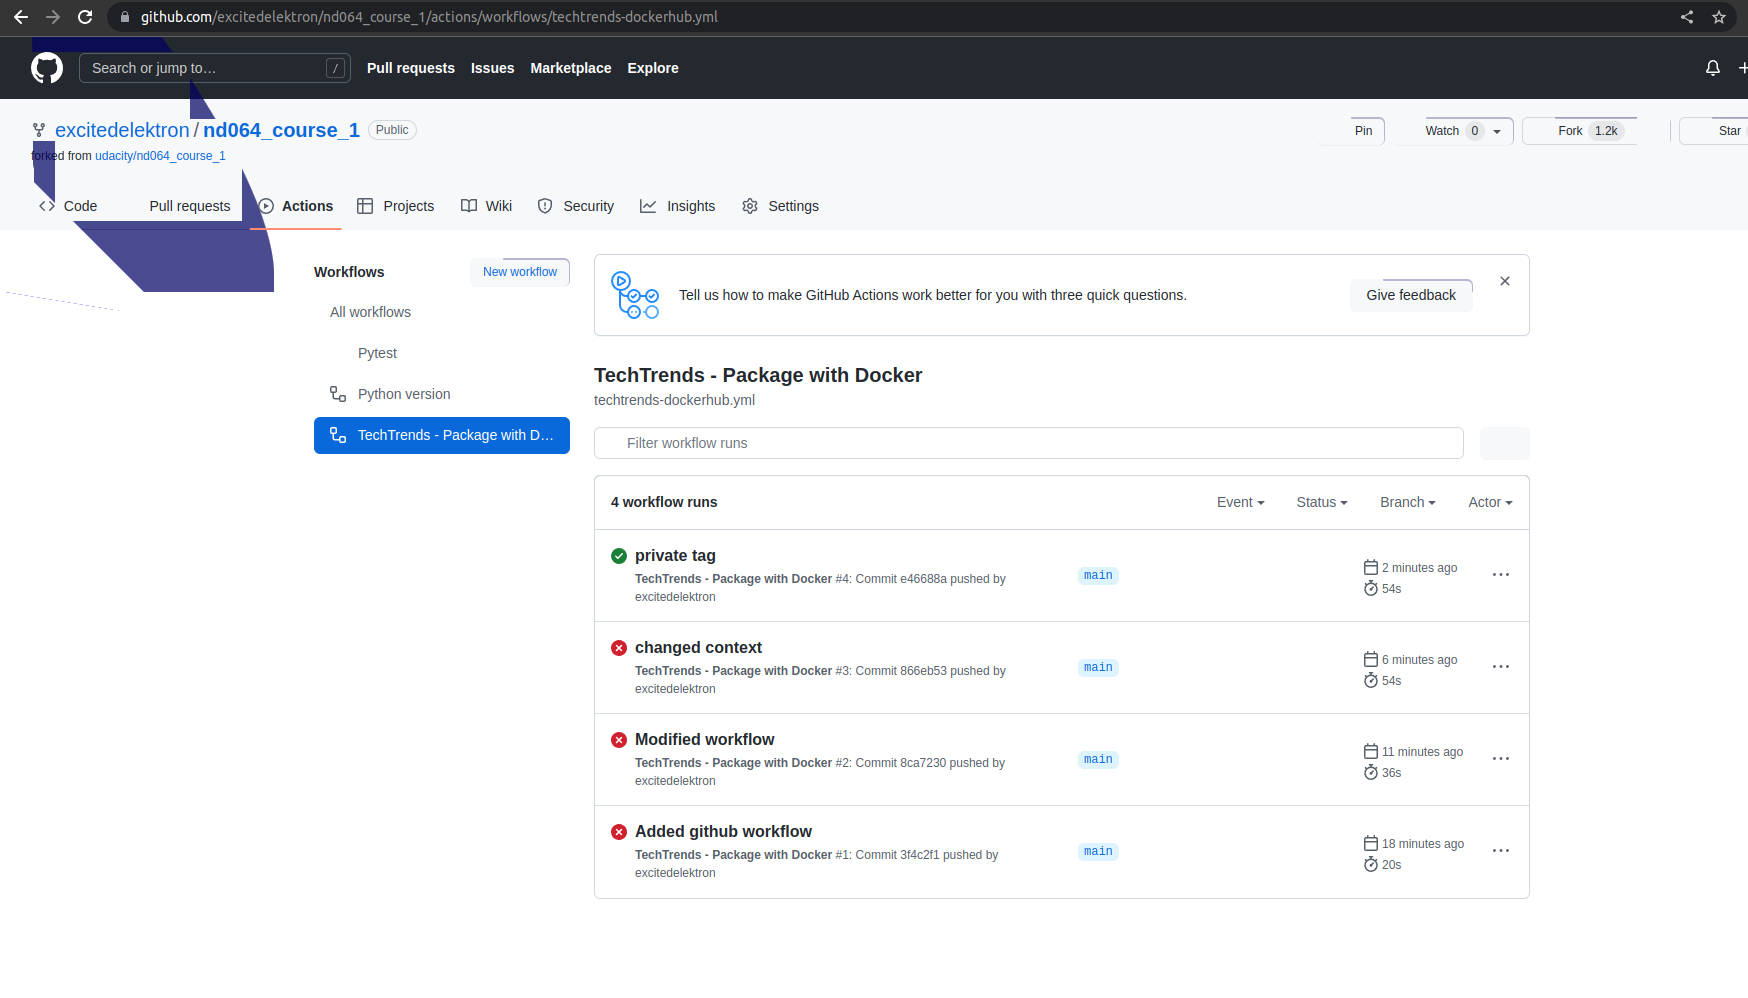 github.com/excitedelektron/nd064_course_1/actions/workflows/techtrends-dockerhub.yml
Search or jump to… /
Pull requests Issues Marketplace Explore
excitedelektron / nd064_course_1 Public
Pin Watch 0 Fork 1.2k Star
forked from udacity/nd064_course_1
Code Pull requests Actions Projects Wiki Insights Security Settings
Workflows New workflow
All workflows
Pytest
Python version
TechTrends - Package with D…
Tell us how to make GitHub Actions work better for you with three quick questions. Give feedback
TechTrends - Package with Docker
techtrends-dockerhub.yml
Filter workflow runs
4 workflow runs Event Status Branch Actor
private tag
TechTrends - Package with Docker #4: Commit e46688a pushed by
excitedelektron
main
2 minutes ago
54s
changed context
TechTrends - Package with Docker #3: Commit 866eb53 pushed by
excitedelektron
main
6 minutes ago
54s
Modified workflow
TechTrends - Package with Docker #2: Commit 8ca7230 pushed by
excitedelektron
main
11 minutes ago
36s
Added github workflow
TechTrends - Package with Docker #1: Commit 3f4c2f1 pushed by
excitedelektron
main
18 minutes ago
20s